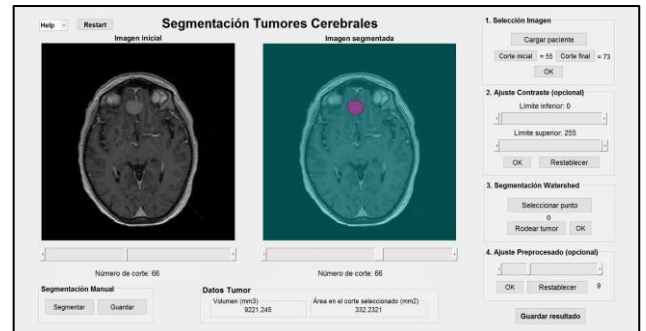 Help Restart Segmentación Tumores Cerebrales
Imagen inicial Imagen segmentada
Número de corte: 66 Número de corte: 66
Segmentación Manual
Segmentar Guardar
Datos Tumor
Volumen (mm3) Área en el corte seleccionado (mm2)
9221.245 332.2321
1. Selección Imagen
Cargar paciente
Corte inicial = 55 Corte final = 73
OK
2. Ajuste Contraste (opcional)
Límite inferior: 0
Límite superior: 255
OK Restablecer
3. Segmentación Watershed
Seleccionar punto
o
Rodear tumor OK
4. Ajuste Preprocesado (opcional)
OK Restablecer 9
Guardar resultado